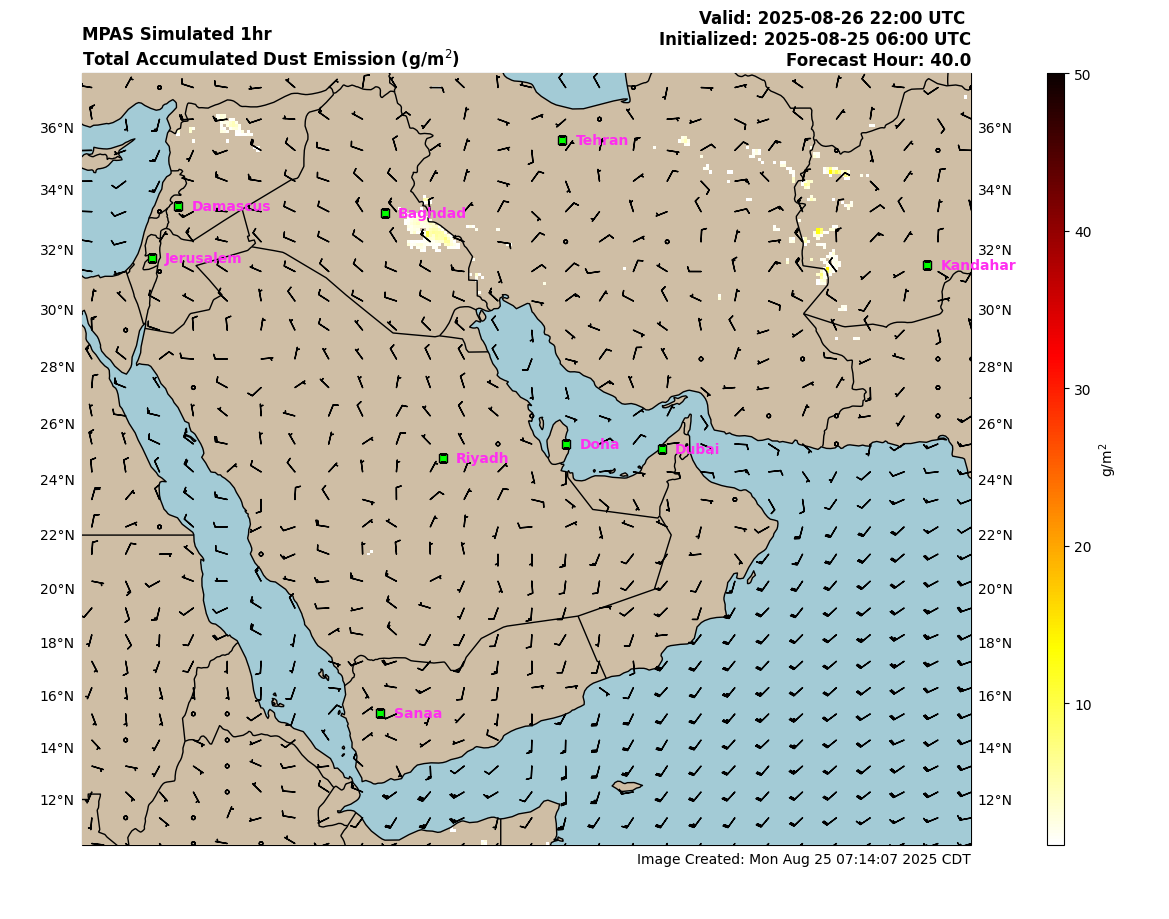 MPAS Simulated 1hr
Total Accumulated Dust Emission (g/m²)
Valid: 2025-08-26 22:00 UTC
Initialized: 2025-08-25 06:00 UTC
Forecast Hour: 40.0
36°N 36°N
34°N 34°N
32°N 32°N
30°N 30°N
28°N 28°N
26°N 26°N
24°N 24°N
22°N 22°N
20°N 20°N
18°N 18°N
16°N 16°N
14°N 14°N
12°N 12°N
Tehran
Damascus
Baghdad
Jerusalem
Kandahar
Doha
Dubai
Riyadh
Sanaa
50
40
30
20
10
g/m²
Image Created: Mon Aug 25 07:14:07 2025 CDT